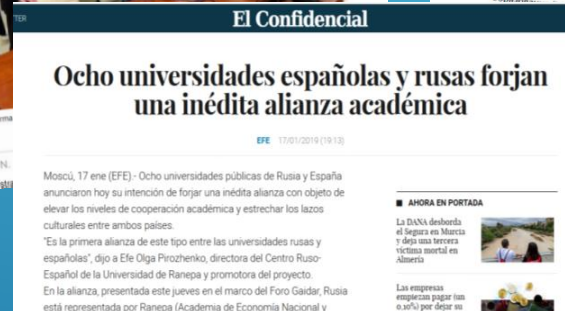 TER
El Confidencial
Ocho universidades españolas y rusas forjan
una inédita alianza académica
EFE 17/01/2019 (19:13)
N.
Moscú, 17 ene (EFE).- Ocho universidades públicas de Rusia y España
anunciaron hoy su intención de forjar una inédita alianza con objeto de
elevar los niveles de cooperación académica y estrechar los lazos
culturales entre ambos países.
"Es la primera alianza de este tipo entre las universidades rusas y
españolas", dijo a Efe Olga Pirozhenko, directora del Centro Ruso-
Español de la Universidad de Ranepa y promotora del proyecto.
En la alianza, presentada este jueves en el marco del Foro Gaidar, Rusia
está representada por Ranepa (Academia de Economía Nacional y
AHORA EN PORTADA
La DANA desborda
el Segura en Murcia
y deja una tercera
víctima mortal en
Almería
Las empresas
empiezan pagar (un
0,10%) por dejar su